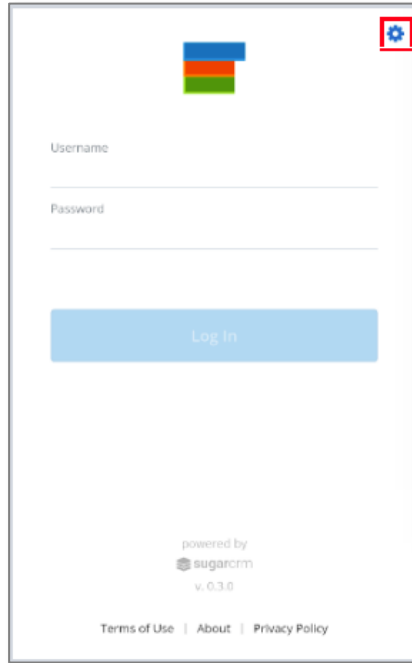 Username
Password
Log In
powered by
sugarcrm
v. 0.3.0
Terms of Use | About | Privacy Policy